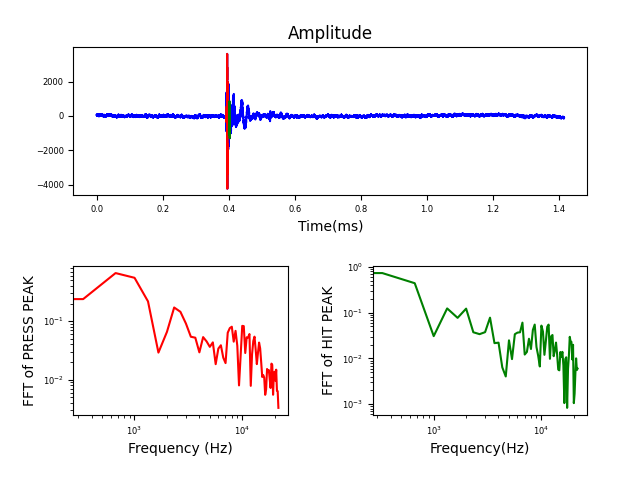 Amplitude
2000
0
−2000
−4000
0.0 0.2 0.4 0.6 0.8 1.0 1.2 1.4
Time(ms)
FFT of PRESS PEAK
10⁻¹
10⁻²
10³ 10⁴
Frequency (Hz)
FFT of HIT PEAK
10⁰
10⁻¹
10⁻²
10⁻³
10³ 10⁴
Frequency(Hz)